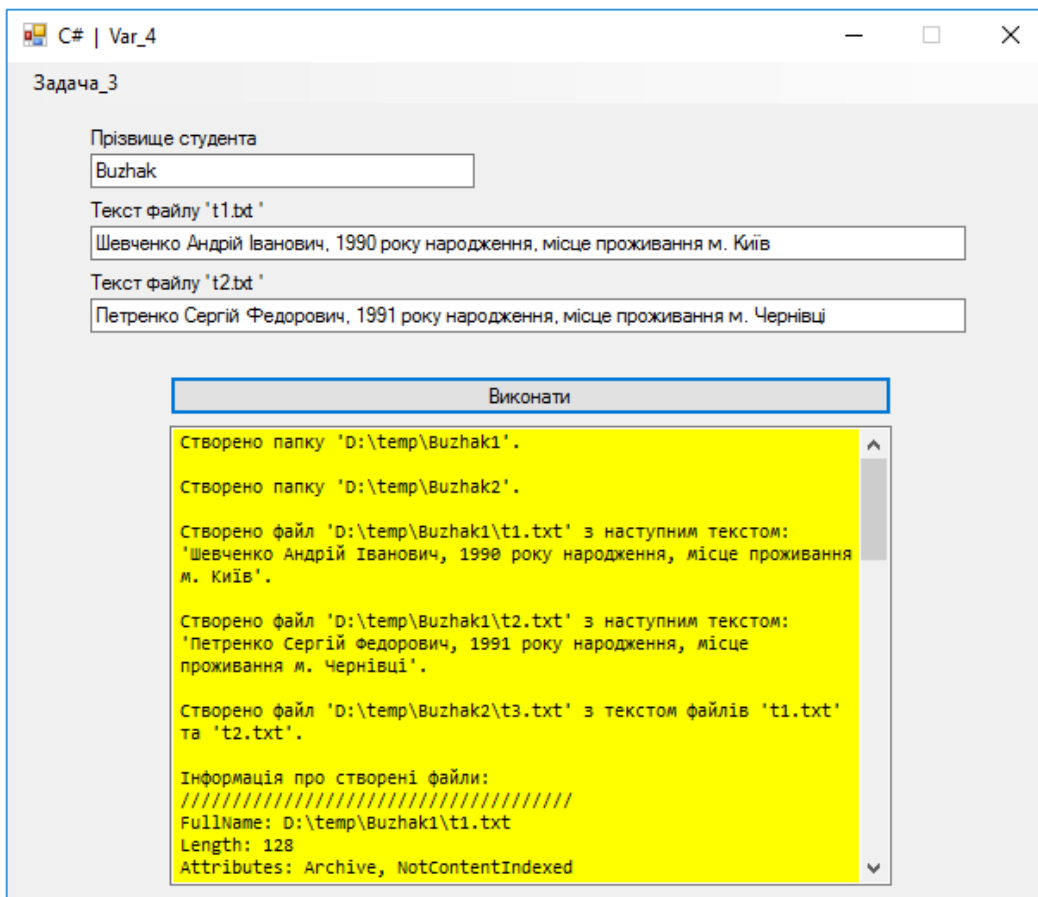 C# | Var_4
Задача_3
Прізвище студента
Buzhak
Текст файлу 't1.txt '
Шевченко Андрій Іванович, 1990 року народження, місце проживання м. Київ
Текст файлу 't2.txt '
Петренко Сергій Федорович, 1991 року народження, місце проживання м. Чернівці
Виконати
Створено папку 'D:\temp\Buzhak1'.
Створено папку 'D:\temp\Buzhak2'.
Створено файл 'D:\temp\Buzhak1\t1.txt' з наступним текстом:
'Шевченко Андрій Іванович, 1990 року народження, місце проживання
м. Київ'.
Створено файл 'D:\temp\Buzhak1\t2.txt' з наступним текстом:
'Петренко Сергій Федорович, 1991 року народження, місце
проживання м. Чернівці'.
Створено файл 'D:\temp\Buzhak2\t3.txt' з текстом файлів 't1.txt'
та 't2.txt'.
Інформація про створені файли:
//////////////////////////////////////
FullName: D:\temp\Buzhak1\t1.txt
Length: 128
Attributes: Archive, NotContentIndexed